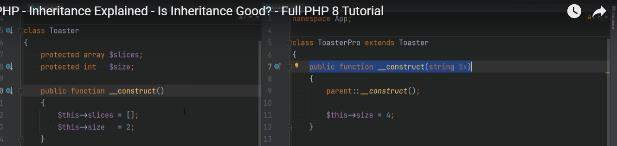 PHP - Inheritance Explained - Is Inheritance Good? - Full PHP 8 Tutorial
class Toaster
{
protected array $slices;
protected int $size;
public function __construct()
{
$this→slices = [];
$this→size = 2;
}
namespace App;
class ToasterPro extends Toaster
{
public function __construct(string $x)
{
parent::__construct();
$this→size = 4;
}